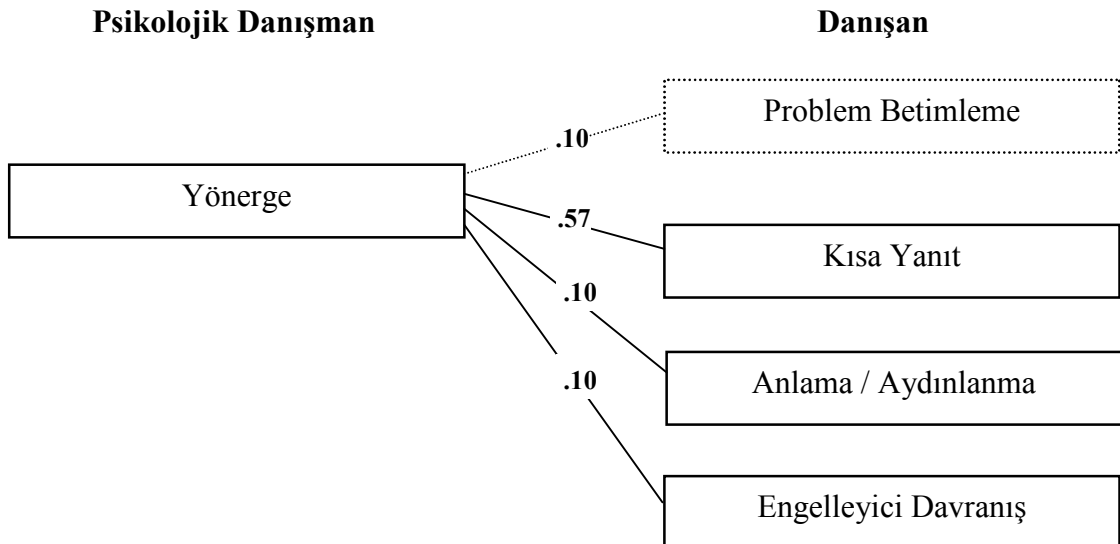 Psikolojik Danışman
Danışan
Problem Betimleme
.10
Yönerge
.57
Kısa Yanıt
.10
Anlama / Aydınlanma
.10
Engelleyici Davranış